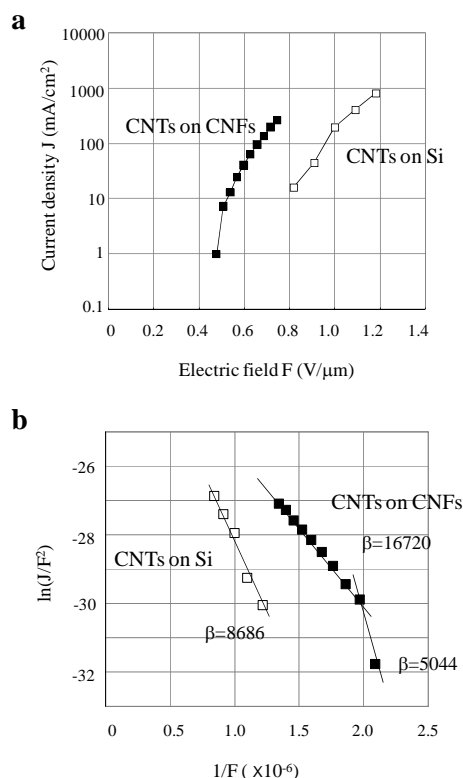 a
Current density J (mA/cm²)
10000
1000
100
10
1
0.1
CNTs on CNFs
CNTs on Si
0 0.2 0.4 0.6 0.8 1.0 1.2 1.4
Electric field F (V/μm)
b
ln(J/F²)
-26
-28
-30
-32
CNTs on CNFs
β=16720
CNTs on Si
β=8686
β=5044
0 0.5 1.0 1.5 2.0 2.5
1/F ( ×10⁻⁶)